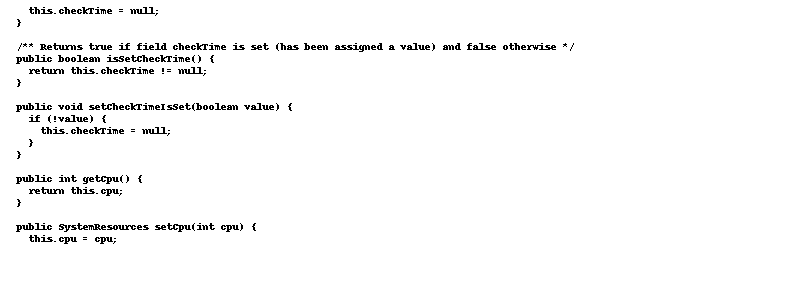 this.checkTime = null;
}
/** Returns true if field checkTime is set (has been assigned a value) and false otherwise */
public boolean isSetCheckTime() {
return this.checkTime != null;
}
public void setCheckTimeIsSet(boolean value) {
if (!value) {
this.checkTime = null;
}
}
public int getCpu() {
return this.cpu;
}
public SystemResources setCpu(int cpu) {
this.cpu = cpu;